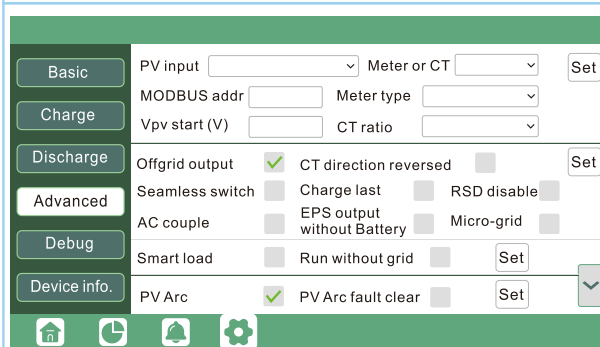 PV input Meter or CT Set
Basic
MODBUS addr Meter type
Charge
Vpv start (V) CT ratio
Discharge
Offgrid output CT direction reversed Set
Seamless switch Charge last RSD disable
Advanced
AC couple EPS output without Battery Micro-grid
Debug
Smart load Run without grid Set
Device info.
PV Arc PV Arc fault clear Set